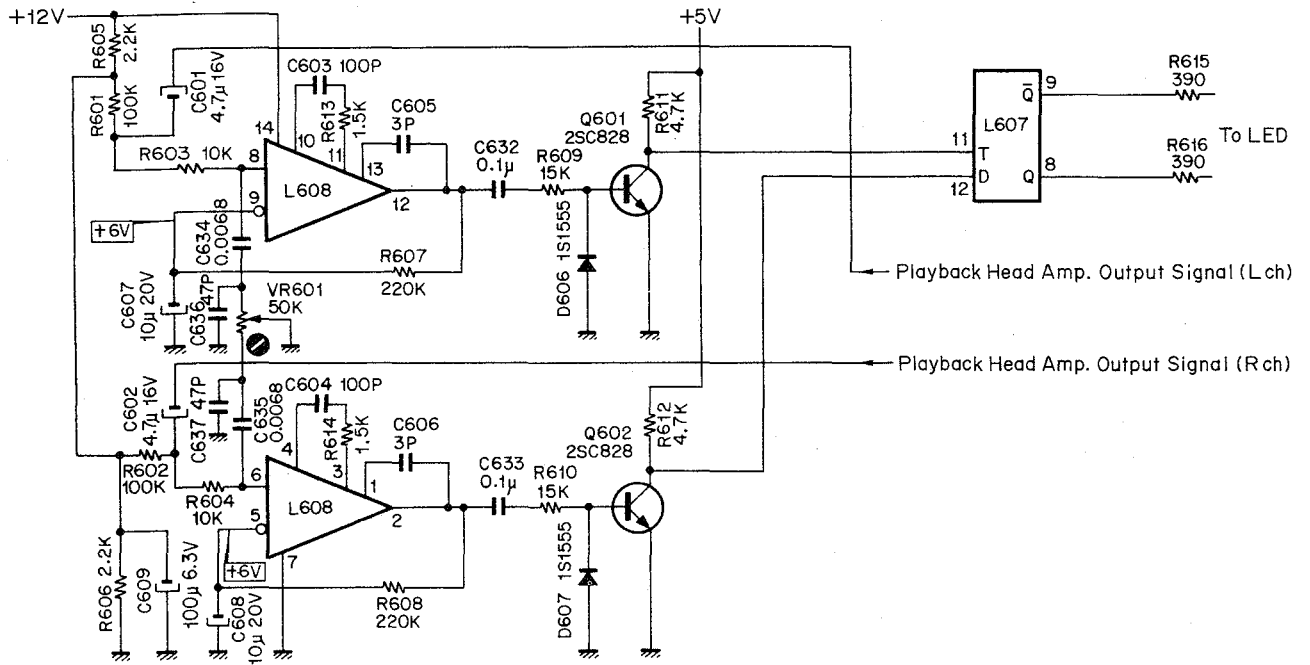 +12V
+5V
R605
2.2K
C601
4.7µ 16V
R601
100K
C603 100P
R613
1.5K
C605
3P
14
10
11
13
R603 10K
8
9
L608
12
+6V
C634
0.0068
C632
0.1µ
R609
15K
Q601
2SC828
R611
4.7K
D606 1S1555
R607
220K
C607
10µ 20V
C636 47P
VR601
50K
L607
Q̄
9
11
T
D
12
Q
8
R615
390
R616
390
To LED
Playback Head Amp. Output Signal (L ch)
Playback Head Amp. Output Signal (R ch)
C602
4.7µ 16V
C637 47P
C635
0.0068
C604 100P
R614
1.5K
C606
3P
4
3
1
R602
100K
R604
10K
6
5
L608
2
7
+6V
C633
0.1µ
R610
15K
Q602
2SC828
R612
4.7K
D607 1S1555
R608
220K
R606 2.2K
C609
100µ 6.3V
C608
10µ 20V